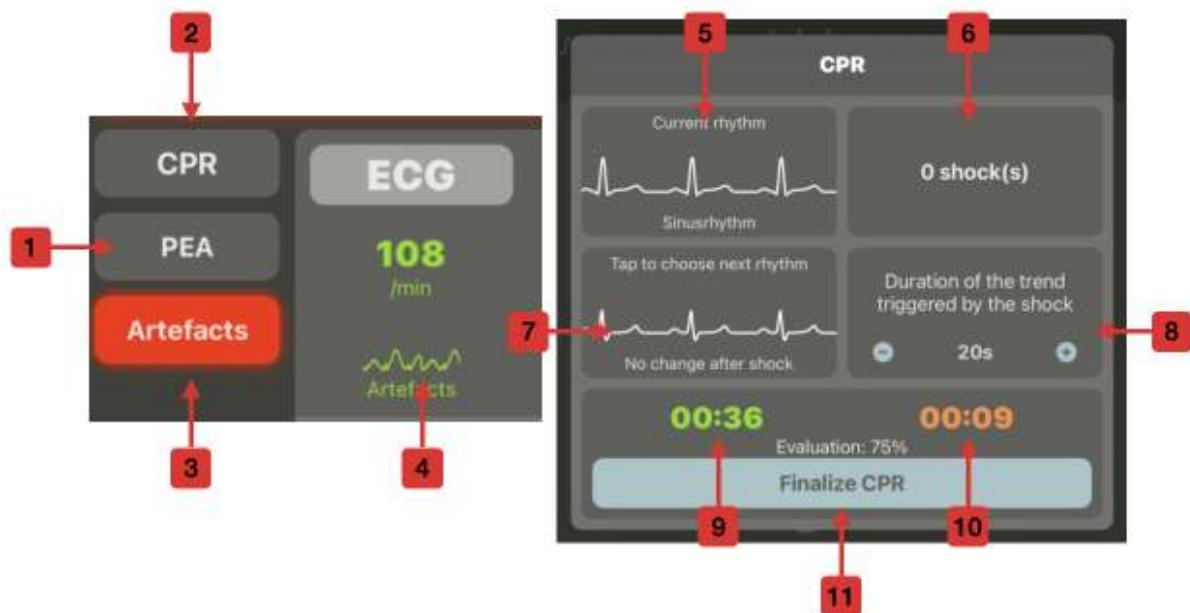 2
CPR
PEA
Artefacts
ECG
108
/min
Artefacts
1
3
4
5
6
CPR
Current rhythm
Sinusrhythm
0 shock(s)
Tap to choose next rhythm
No change after shock
Duration of the trend
triggered by the shock
20s
7
8
00:36
00:09
Evaluation: 75%
Finalize CPR
9
10
11